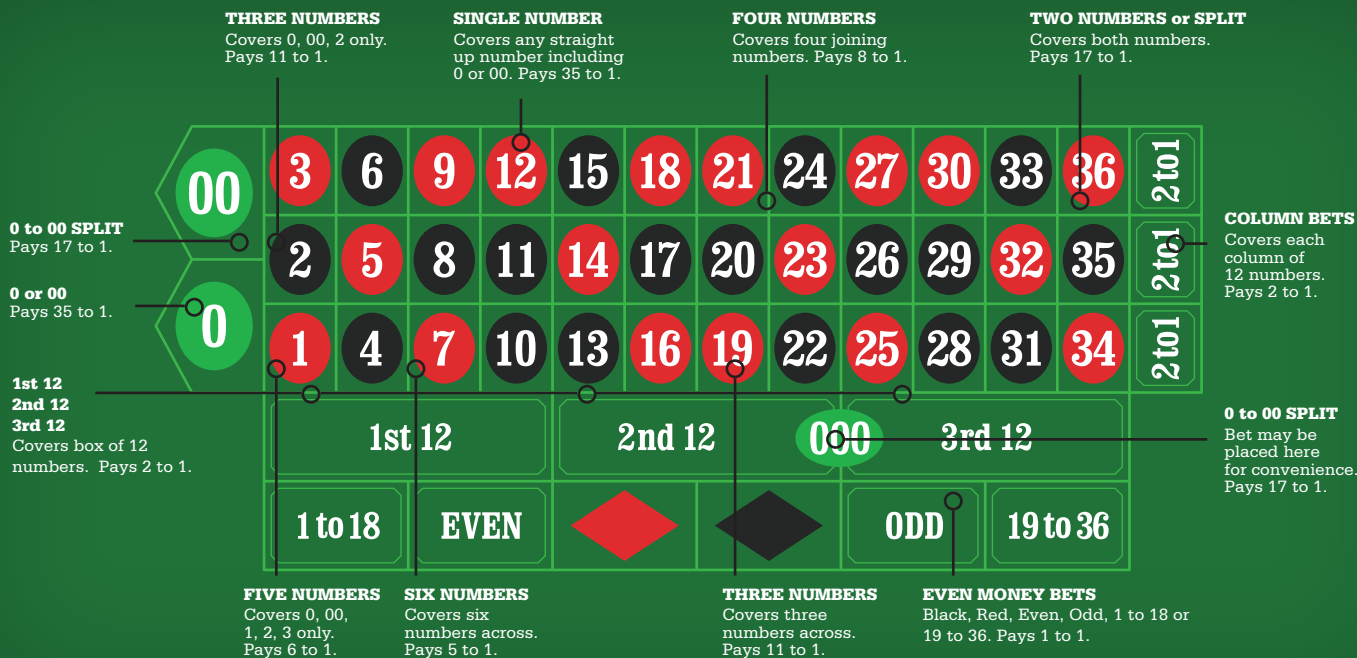 THREE NUMBERS
Covers 0, 00, 2 only.
Pays 11 to 1.
SINGLE NUMBER
Covers any straight
up number including
0 or 00. Pays 35 to 1.
FOUR NUMBERS
Covers four joining
numbers. Pays 8 to 1.
TWO NUMBERS or SPLIT
Covers both numbers.
Pays 17 to 1.
0 to 00 SPLIT
Pays 17 to 1.
0 or 00
Pays 35 to 1.
1st 12
2nd 12
3rd 12
Covers box of 12
numbers. Pays 2 to 1.
00
0
3 6 9 12 15 18 21 24 27 30 33 36 2to1
2 5 8 11 14 17 20 23 26 29 32 35 2to1
1 4 7 10 13 16 19 22 25 28 31 34 2to1
1st 12 2nd 12 000 3rd 12
1 to 18 EVEN ODD 19 to 36
COLUMN BETS
Covers each
column of
12 numbers.
Pays 2 to 1.
0 to 00 SPLIT
Bet may be
placed here
for convenience.
Pays 17 to 1.
FIVE NUMBERS
Covers 0, 00,
1, 2, 3 only.
Pays 6 to 1.
SIX NUMBERS
Covers six
numbers across.
Pays 5 to 1.
THREE NUMBERS
Covers three
numbers across.
Pays 11 to 1.
EVEN MONEY BETS
Black, Red, Even, Odd, 1 to 18 or
19 to 36. Pays 1 to 1.